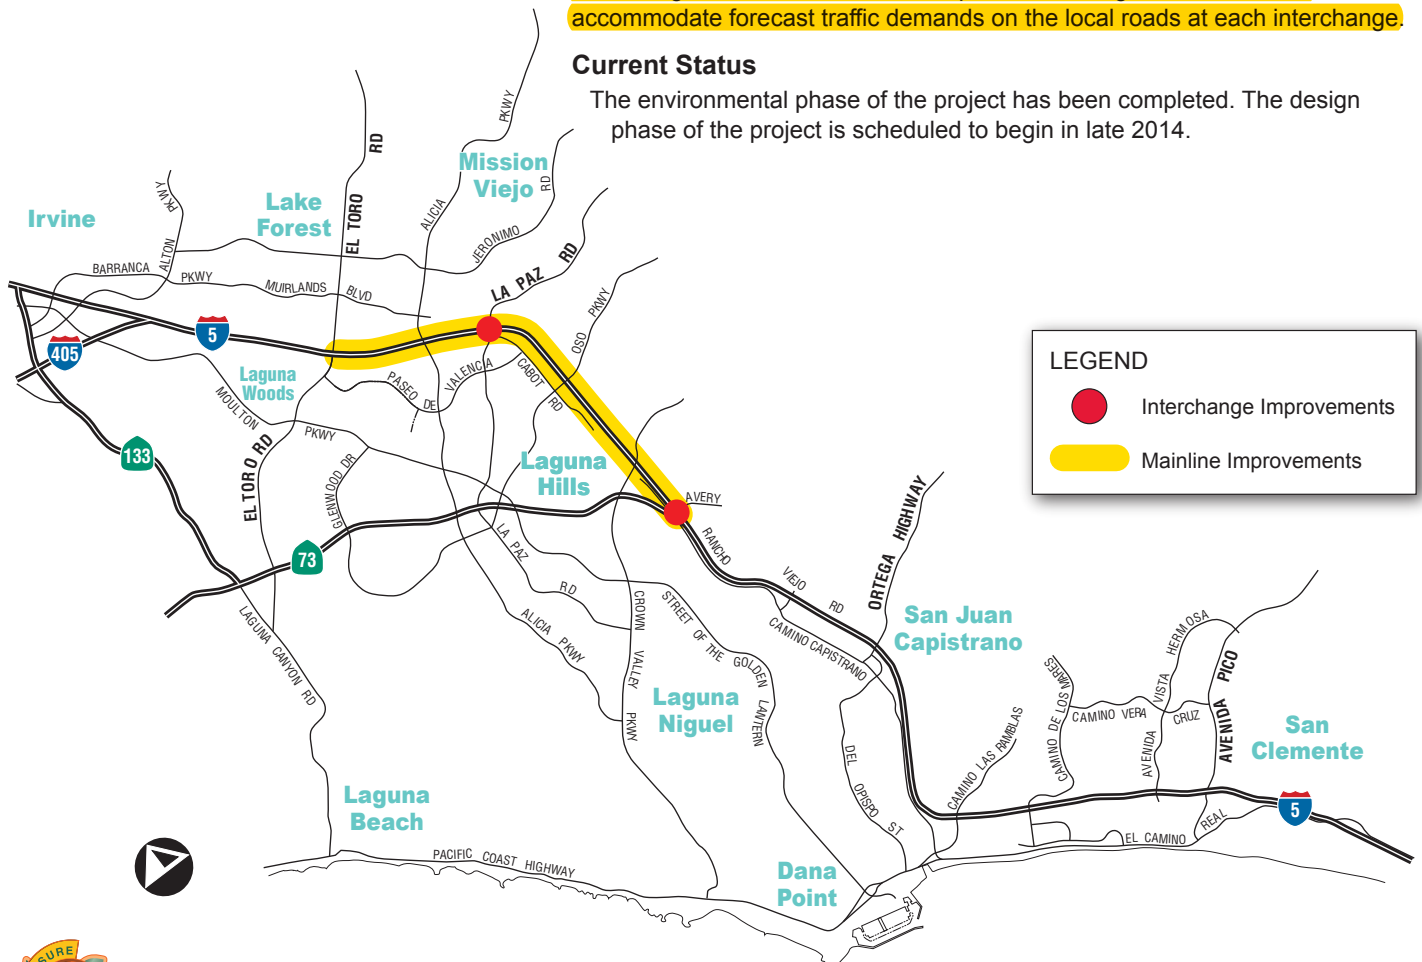 accommodate forecast traffic demands on the local roads at each interchange.
Current Status
The environmental phase of the project has been completed. The design
phase of the project is scheduled to begin in late 2014.
Irvine
Lake
Forest
Mission
Viejo
PKWY
ALTON
BARRANCA
PKWY
MUIRLANDS
BLVD
RD
EL TORO
PKWY
ALICIA
JERONIMO
RD
LA PAZ
RD
OSO PKWY
5
405
133
73
Laguna
Woods
MOULTON
PKWY
EL TORO RD
GLENWOOD DR
PASEO
DE
VALENCIA
CABOT
RD
Laguna
Hills
AVERY
LEGEND
Interchange Improvements
Mainline Improvements
RANCHO
VIEJO
RD
ORTEGA HIGHWAY
San Juan
Capistrano
CAMINO CAPISTRANO
LA PAZ
RD
ALICIA
PKWY
CROWN
VALLEY
PKWY
STREET OF THE
GOLDEN
LANTERN
Laguna
Niguel
LAGUNA CANYON RD
Laguna
Beach
PACIFIC COAST HIGHWAY
Dana
Point
DEL
OPISPO
ST
CAMINO LAS RAMBLAS
CAMINO DE LOS MARES
CAMINO VERA
CRUZ
AVENIDA
VISTA
HERMOSA
AVENIDA
PICO
San
Clemente
5
EL CAMINO
REAL
SURE